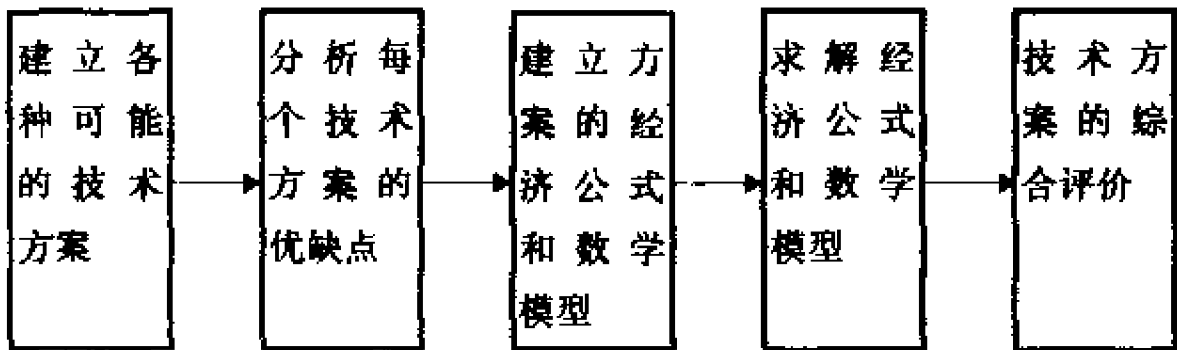 建立各
种可能
的技术
方案
分析每
个技术
方案的
优缺点
建立方
案的经
济公式
和数学
模型
求解经
济公式
和数学
模型
技术方
案的综
合评价